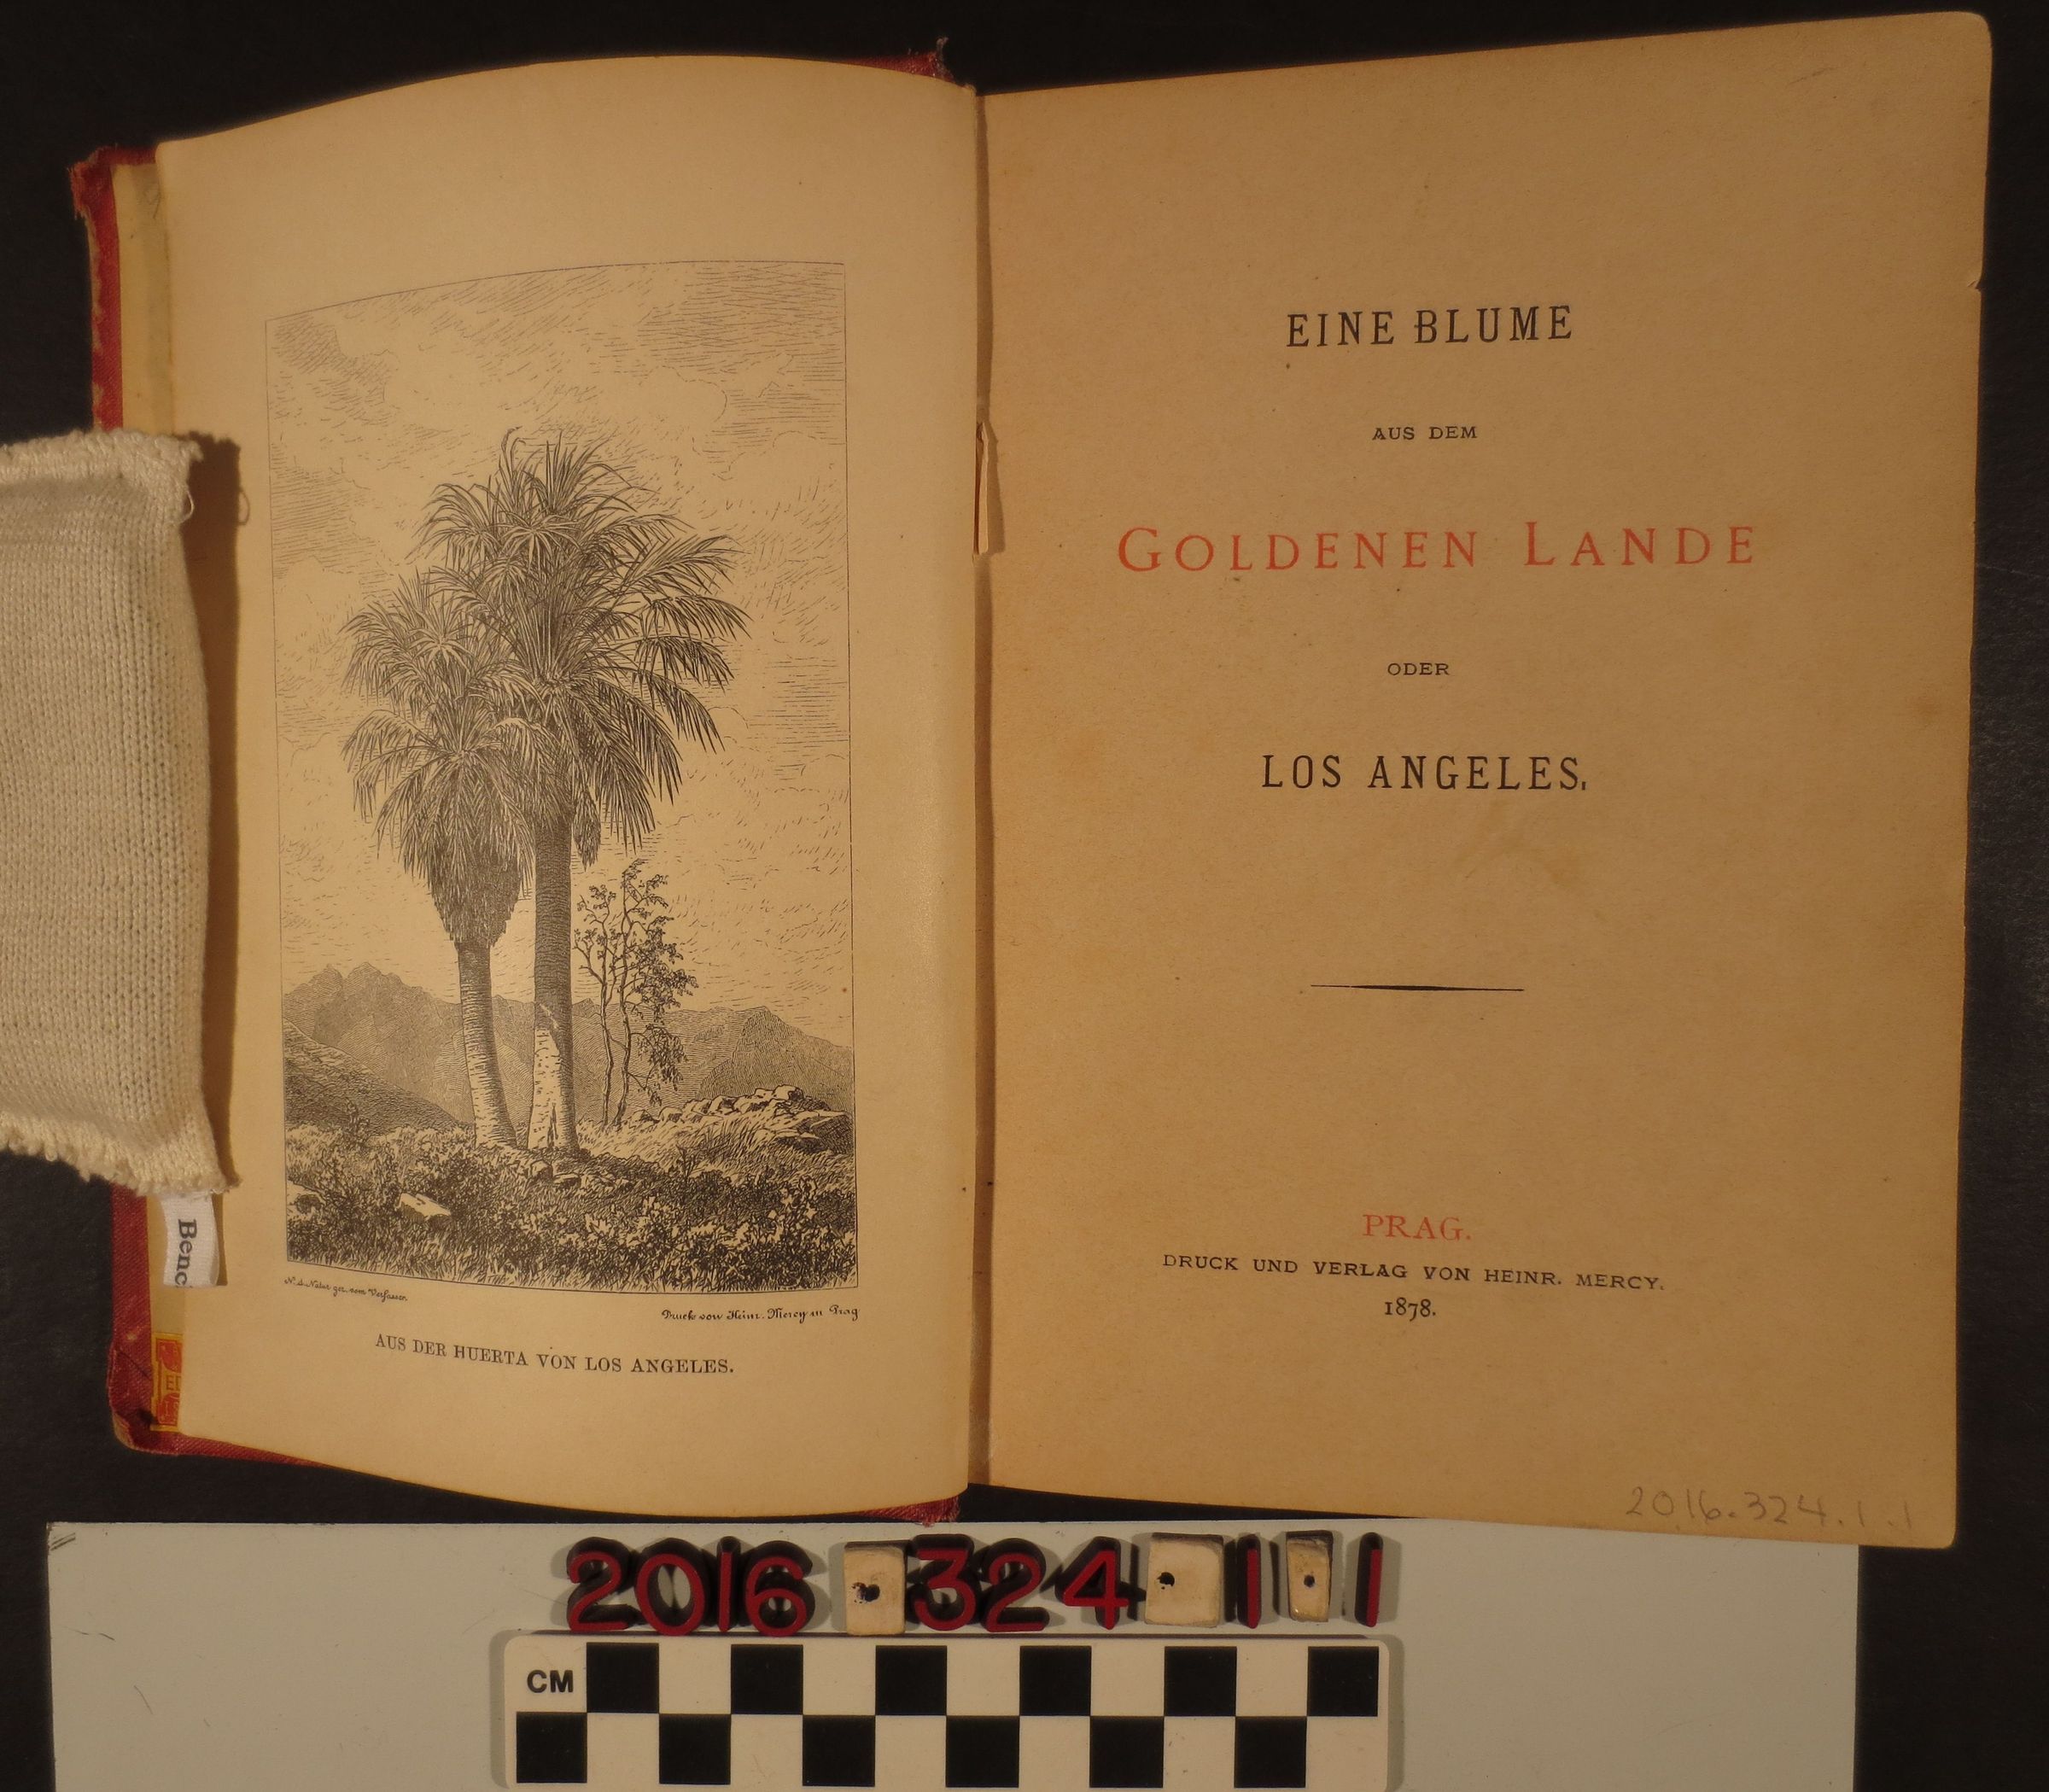 N. d. Natur gez. vom Verfasser.
Druck von Heinr. Mercy in Prag
AUS DER HUERTA VON LOS ANGELES.
EINE BLUME
AUS DEM
GOLDENEN LANDE
ODER
LOS ANGELES.
PRAG.
DRUCK UND VERLAG VON HEINR. MERCY.
1878.
2016.324.1.1
Benc
2016.324.1.1
CM